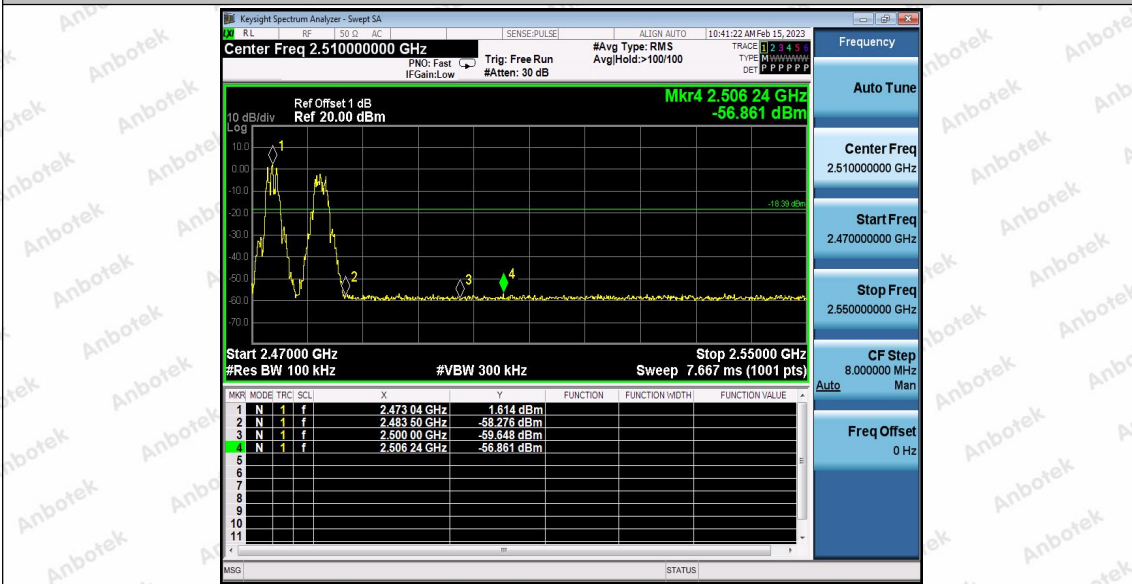 Keysight Spectrum Analyzer - Swept SA
LXI RL RF 50 Ω AC SENSE:PULSE ALIGN AUTO 10:41:22 AM Feb 15, 2023
Center Freq 2.510000000 GHz
#Avg Type: RMS
TRACE 1 2 3 4 5 6
PNO: Fast
Trig: Free Run
Avg|Hold:>100/100
TYPE M WWWWW
IFGain:Low
#Atten: 30 dB
DET P P P P P P
Mkr4 2.506 24 GHz
-56.861 dBm
Ref Offset 1 dB
10 dB/div Ref 20.00 dBm
Log
10.0
0.00
-10.0
-20.0
-30.0
-40.0
-50.0
-60.0
-70.0
1
2
3
4
-18.39 dBm
Start 2.47000 GHz Stop 2.55000 GHz
#Res BW 100 kHz #VBW 300 kHz Sweep 7.667 ms (1001 pts)
MKR MODE TRC SCL X Y FUNCTION FUNCTION WIDTH FUNCTION VALUE
1 N 1 f 2.473 04 GHz 1.614 dBm
2 N 1 f 2.483 50 GHz -58.276 dBm
3 N 1 f 2.500 00 GHz -59.648 dBm
4 N 1 f 2.506 24 GHz -56.861 dBm
5
6
7
8
9
10
11
MSG STATUS
Frequency
Auto Tune
Center Freq
2.510000000 GHz
Start Freq
2.470000000 GHz
Stop Freq
2.550000000 GHz
CF Step
8.000000 MHz
Auto Man
Freq Offset
0 Hz
Anbotek